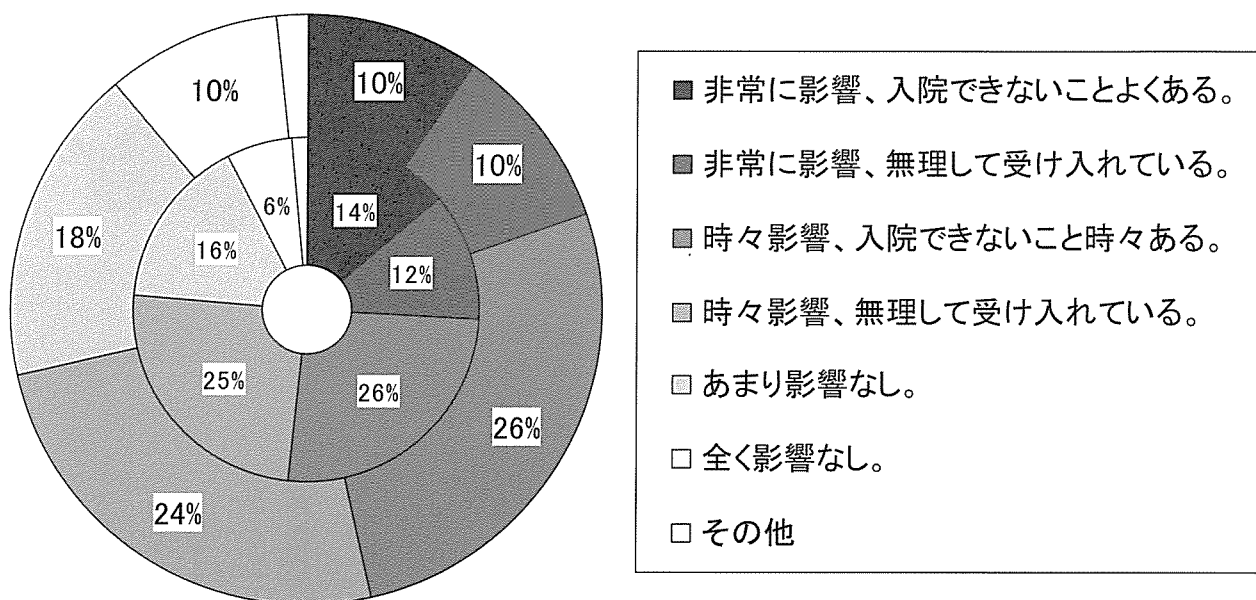 10%
10%
10%
14%
6%
18%
16%
12%
25%
26%
26%
24%
■ 非常に影響、入院できないことよくある。
■ 非常に影響、無理して受け入れている。
■ 時々影響、入院できないこと時々ある。
■ 時々影響、無理して受け入れている。
□ あまり影響なし。
□ 全く影響なし。
□ その他